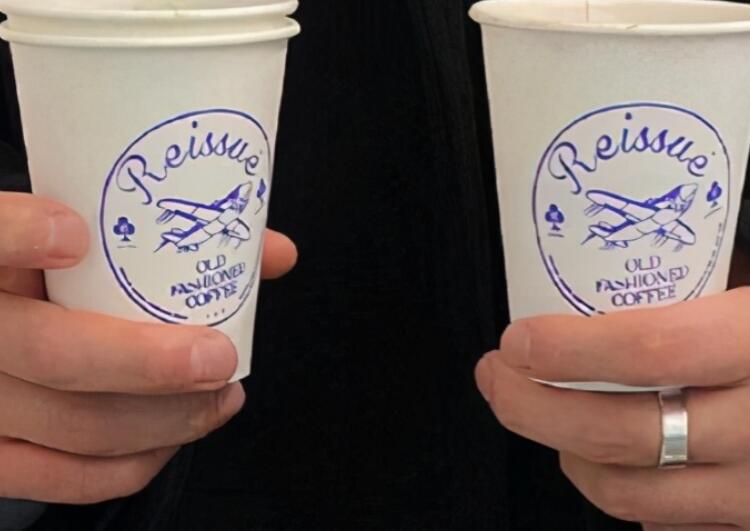 Reissue
OLD
FASHIONED
COFFEE
Reissue
OLD
FASHIONED
COFFEE